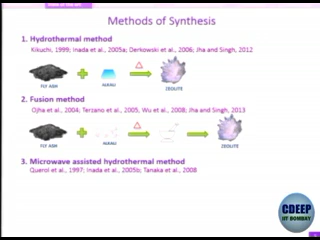 Methods of Synthesis
1. Hydrothermal method
Kikuchi, 1999; Inada et al., 2005a; Derkowski et al., 2006; Jha and Singh, 2012
FLY ASH
NaOH
ZEOLITE
2. Fusion method
Ojha et al., 2004; Terzano et al., 2005, Wu et al., 2008; Jha and Singh, 2013
FLY ASH
NaOH
ZEOLITE
3. Microwave assisted hydrothermal method
Querol et al., 1997; Inada et al., 2005b; Tanaka et al., 2008
CDEEP
IIT BOMBAY